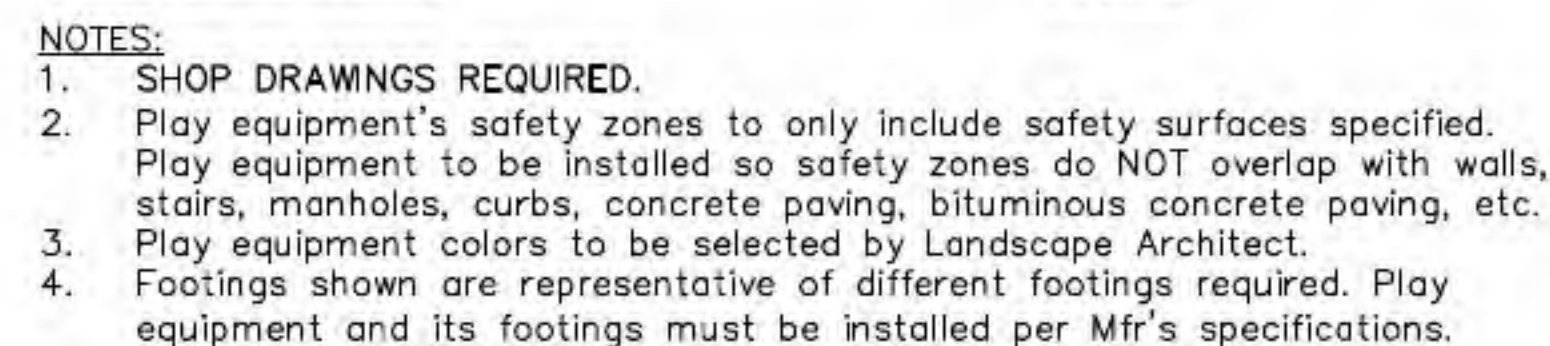 NOTES:
1. SHOP DRAWINGS REQUIRED.
2. Play equipment's safety zones to only include safety surfaces specified.
Play equipment to be installed so safety zones do NOT overlap with walls,
stairs, manholes, curbs, concrete paving, bituminous concrete paving, etc.
3. Play equipment colors to be selected by Landscape Architect.
4. Footings shown are representative of different footings required. Play
equipment and its footings must be installed per Mfr's specifications.